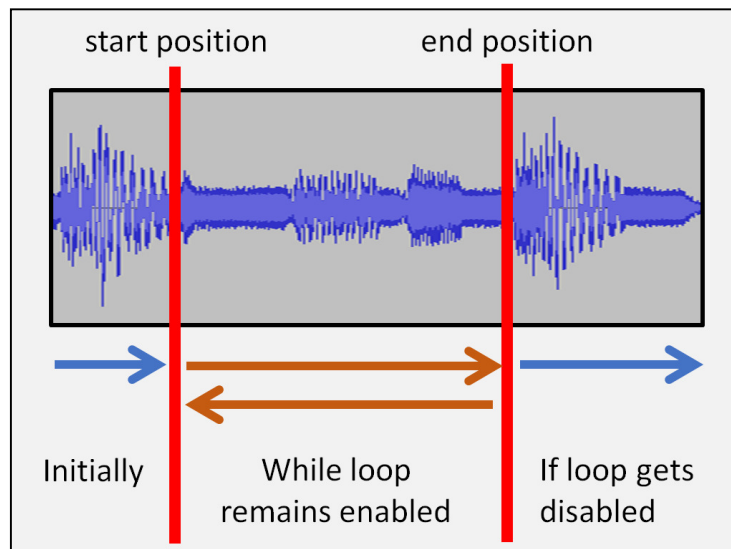 start position
end position
Initially
While loop
remains enabled
If loop gets
disabled